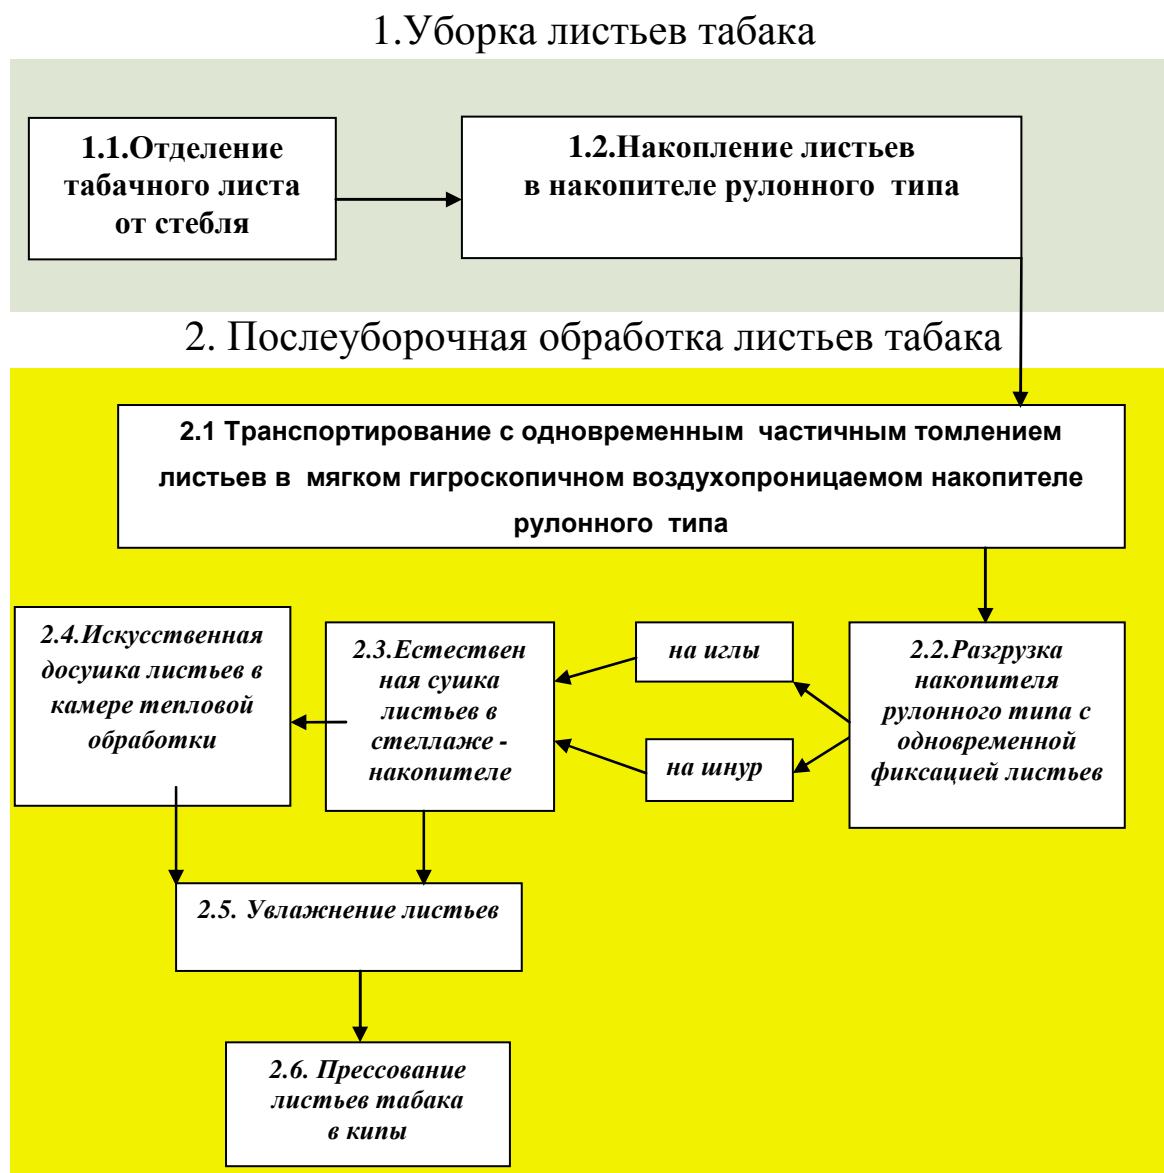 1.Уборка листьев табака
1.1.Отделение
табачного листа
от стебля
1.2.Накопление листьев
в накопителе рулонного типа
2. Послеуборочная обработка листьев табака
2.1 Транспортирование с одновременным частичным томлением
листьев в мягком гигроскопичном воздухопроницаемом накопителе
рулонного типа
2.4.Искусственная
досушка листьев в
камере тепловой
обработки
2.3.Естествен
ная сушка
листьев в
стеллаже -
накопителе
на иглы
на шнур
2.2.Разгрузка
накопителя
рулонного типа с
одновременной
фиксацией листьев
2.5. Увлажнение листьев
2.6. Прессование
листьев табака
в кипы